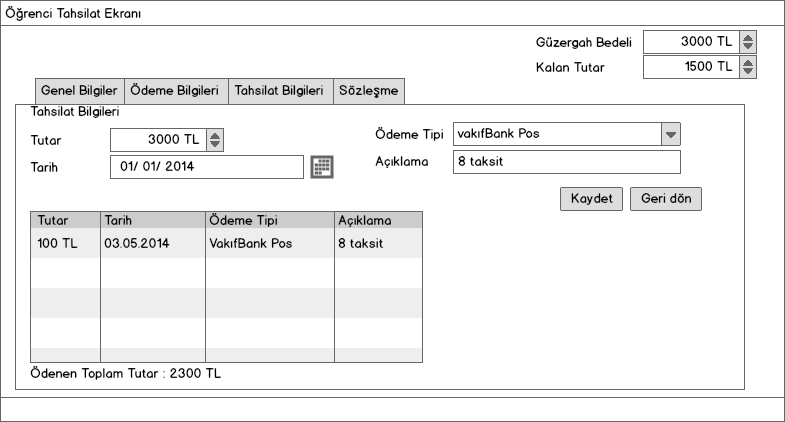 Öğrenci Tahsilat Ekranı
Güzergah Bedeli 3000 TL
Kalan Tutar 1500 TL
Genel Bilgiler Ödeme Bilgileri Tahsilat Bilgileri Sözleşme
Tahsilat Bilgileri
Tutar 3000 TL Ödeme Tipi vakıfBank Pos
Tarih 01/ 01/ 2014 Açıklama 8 taksit
Kaydet Geri dön
Tutar Tarih Ödeme Tipi Açıklama
100 TL 03.05.2014 VakıfBank Pos 8 taksit
Ödenen Toplam Tutar : 2300 TL